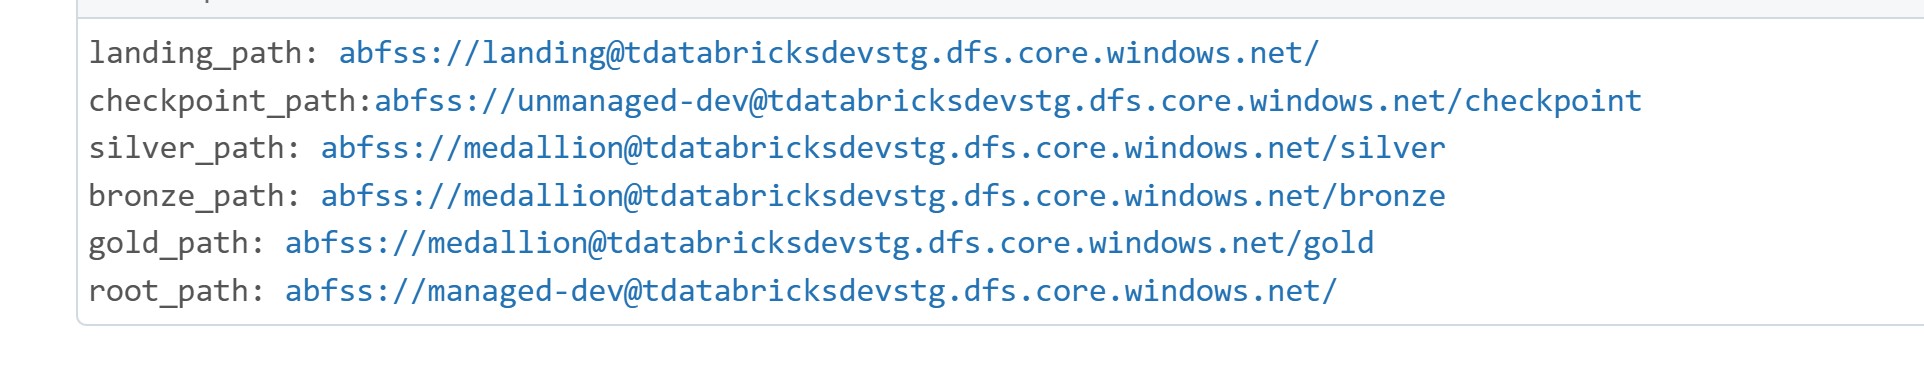 landing_path: abfss://landing@tdatabricksdevstg.dfs.core.windows.net/
checkpoint_path:abfss://unmanaged-dev@tdatabricksdevstg.dfs.core.windows.net/checkpoint
silver_path: abfss://medallion@tdatabricksdevstg.dfs.core.windows.net/silver
bronze_path: abfss://medallion@tdatabricksdevstg.dfs.core.windows.net/bronze
gold_path: abfss://medallion@tdatabricksdevstg.dfs.core.windows.net/gold
root_path: abfss://managed-dev@tdatabricksdevstg.dfs.core.windows.net/